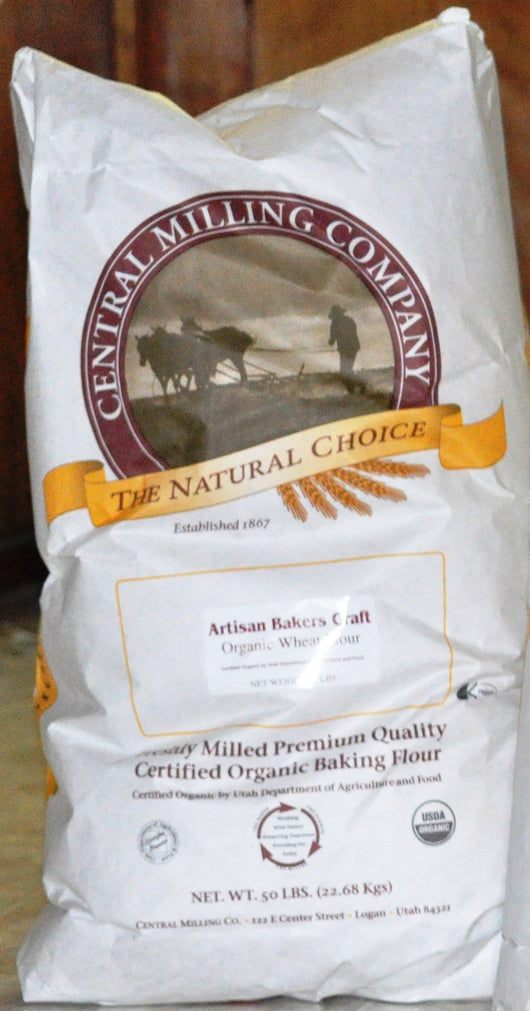 CENTRAL MILLING COMPANY
THE NATURAL CHOICE
Established 1867
Artisan Bakers Craft
Organic Wheat Flour
NET LBS.
Milled Premium Quality
Certified Organic Baking Flour
Certified Organic by Utah Department of Agriculture and Food
USDA
ORGANIC
NET. WT. 50 LBS. (22.68 Kgs)
CENTRAL MILLING CO. · 122 E Center Street · Logan · Utah 84321